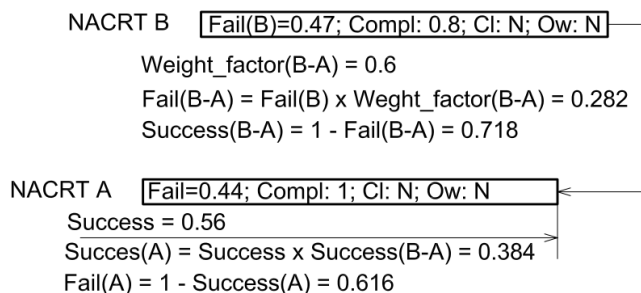 NACRT B Fail(B)=0.47; Compl: 0.8; Cl: N; Ow: N
Weight_factor(B-A) = 0.6
Fail(B-A) = Fail(B) x Weght_factor(B-A) = 0.282
Success(B-A) = 1 - Fail(B-A) = 0.718
NACRT A Fail=0.44; Compl: 1; Cl: N; Ow: N
Success = 0.56
Succes(A) = Success x Success(B-A) = 0.384
Fail(A) = 1 - Success(A) = 0.616